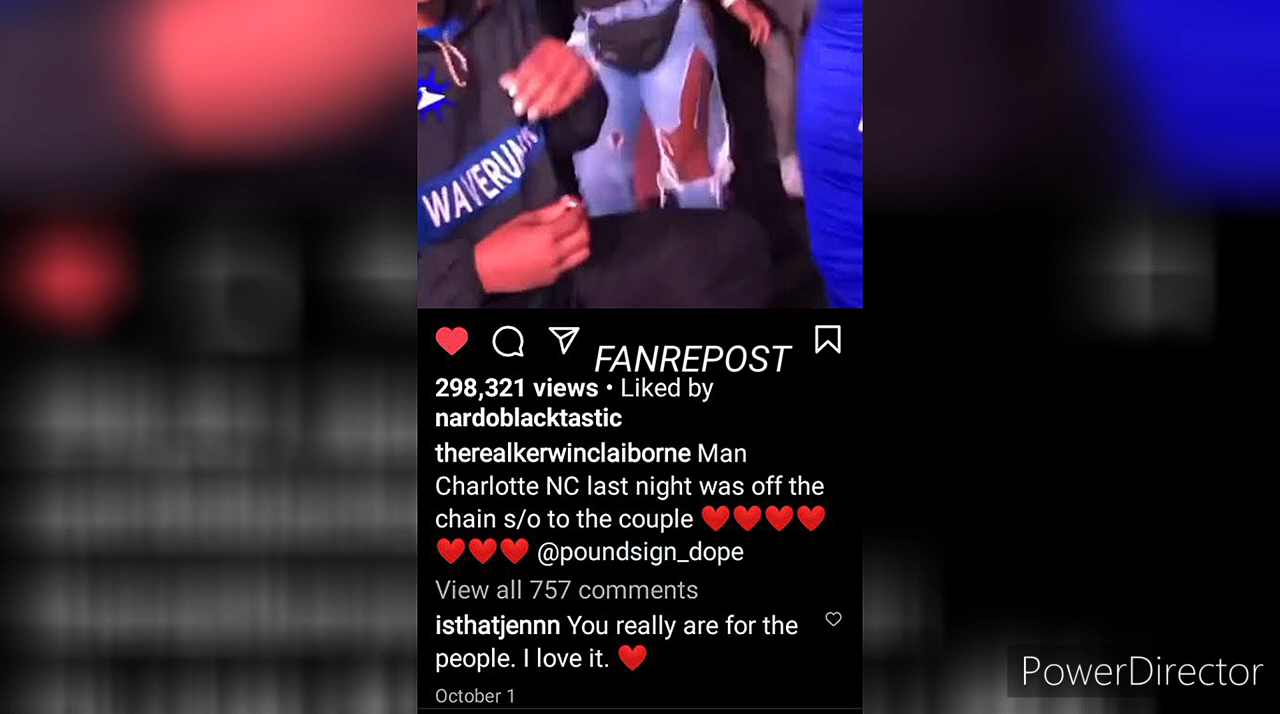 WAVERUNN
FANREPOST
298,321 views • Liked by
nardoblacktastic
therealkerwinclaiborne Man
Charlotte NC last night was off the
chain s/o to the couple ❤️❤️❤️❤️
❤️❤️❤️ @poundsign_dope
View all 757 comments
isthatjennn You really are for the
people. I love it. ❤️
October 1
PowerDirector